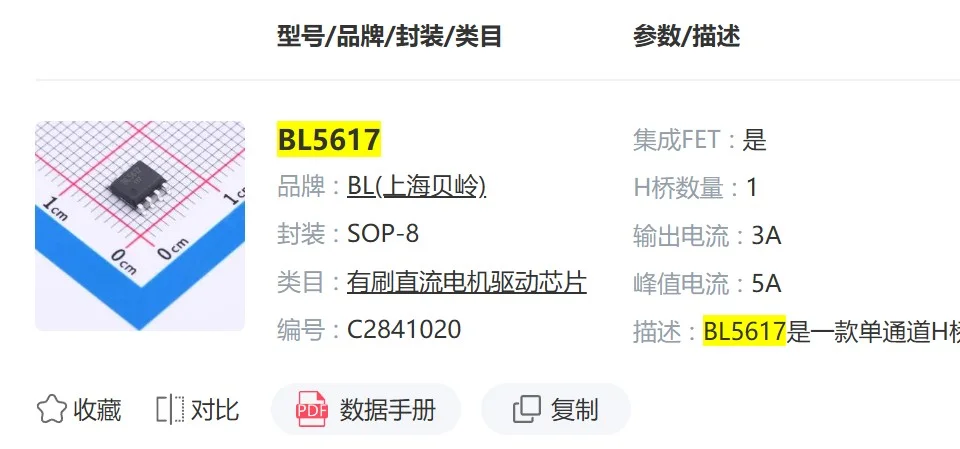 型号/品牌/封装/类目 参数/描述
BL5617
品牌：BL(上海贝岭)
封装：SOP-8
类目：有刷直流电机驱动芯片
编号：C2841020
集成FET：是
H桥数量：1
输出电流：3A
峰值电流：5A
描述：BL5617是一款单通道H桥
1cm
0cm
0cm
1c
收藏
对比
PDF 数据手册
复制